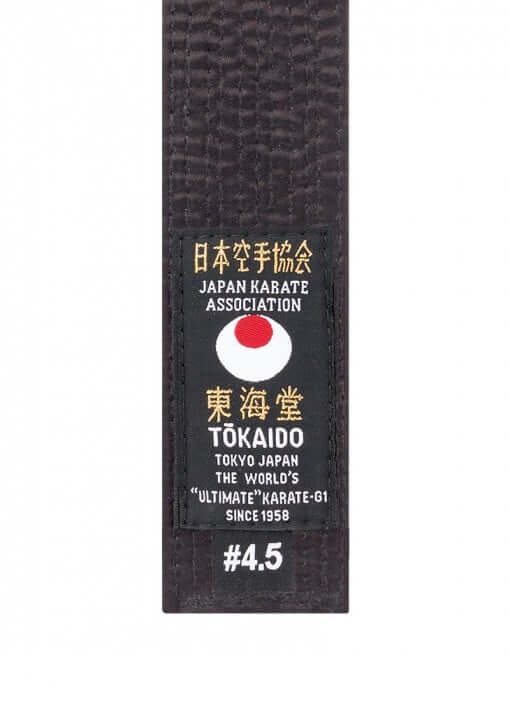 日本空手協会
JAPAN KARATE
ASSOCIATION
東海堂
TŌKAIDO
TOKYO JAPAN
THE WORLD'S
“ULTIMATE” KARATE-G1
SINCE 1958
#4.5